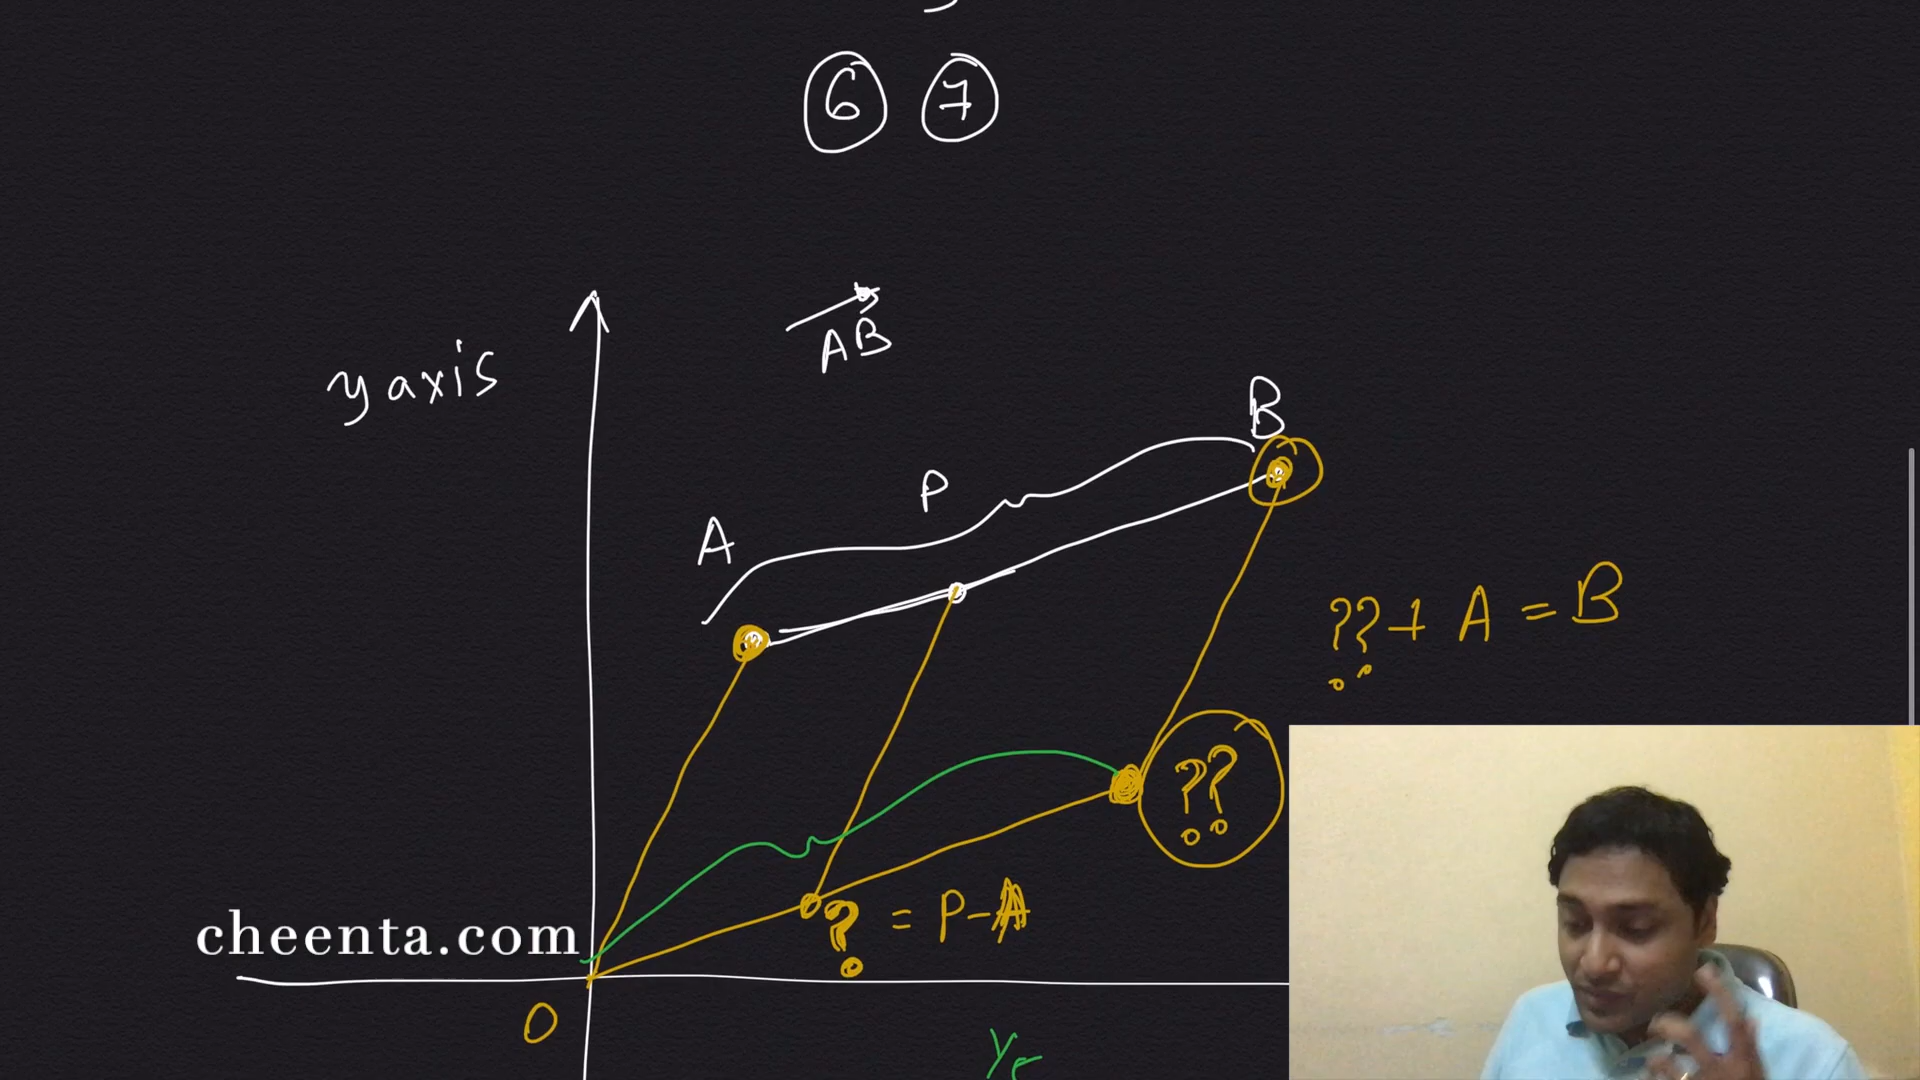 6 7
y axis
AB
B
P
A
?? + A = B
??
? = P - A
cheenta.com
O